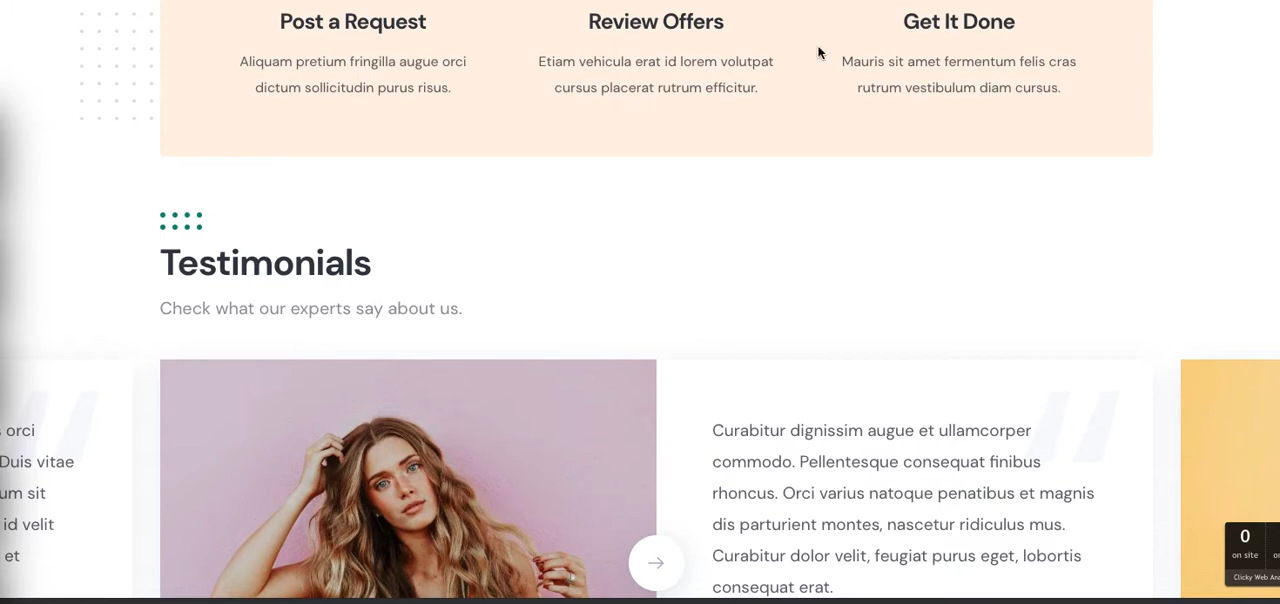 Post a Request
Aliquam pretium fringilla augue orci
dictum sollicitudin purus risus.
Review Offers
Etiam vehicula erat id lorem volutpat
cursus placerat rutrum efficitur.
Get It Done
Mauris sit amet fermentum felis cras
rutrum vestibulum diam cursus.
Testimonials
Check what our experts say about us.
orci
Duis vitae
sit
id velit
et
Curabitur dignissim augue et ullamcorper
commodo. Pellentesque consequat finibus
rhoncus. Orci varius natoque penatibus et magnis
dis parturient montes, nascetur ridiculus mus.
Curabitur dolor velit, feugiat purus eget, lobortis
consequat erat.
0
on site
Clicky Web